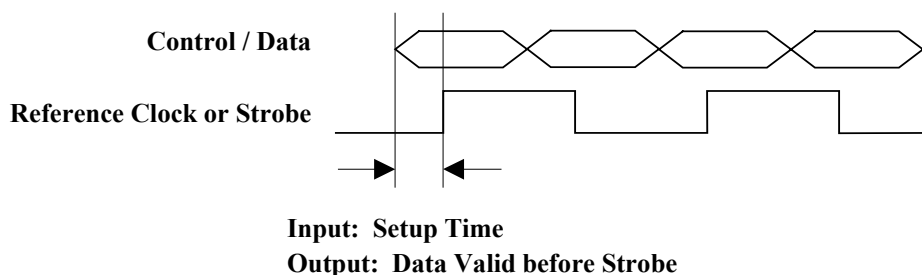 Control / Data
Reference Clock or Strobe
Input: Setup Time
Output: Data Valid before Strobe